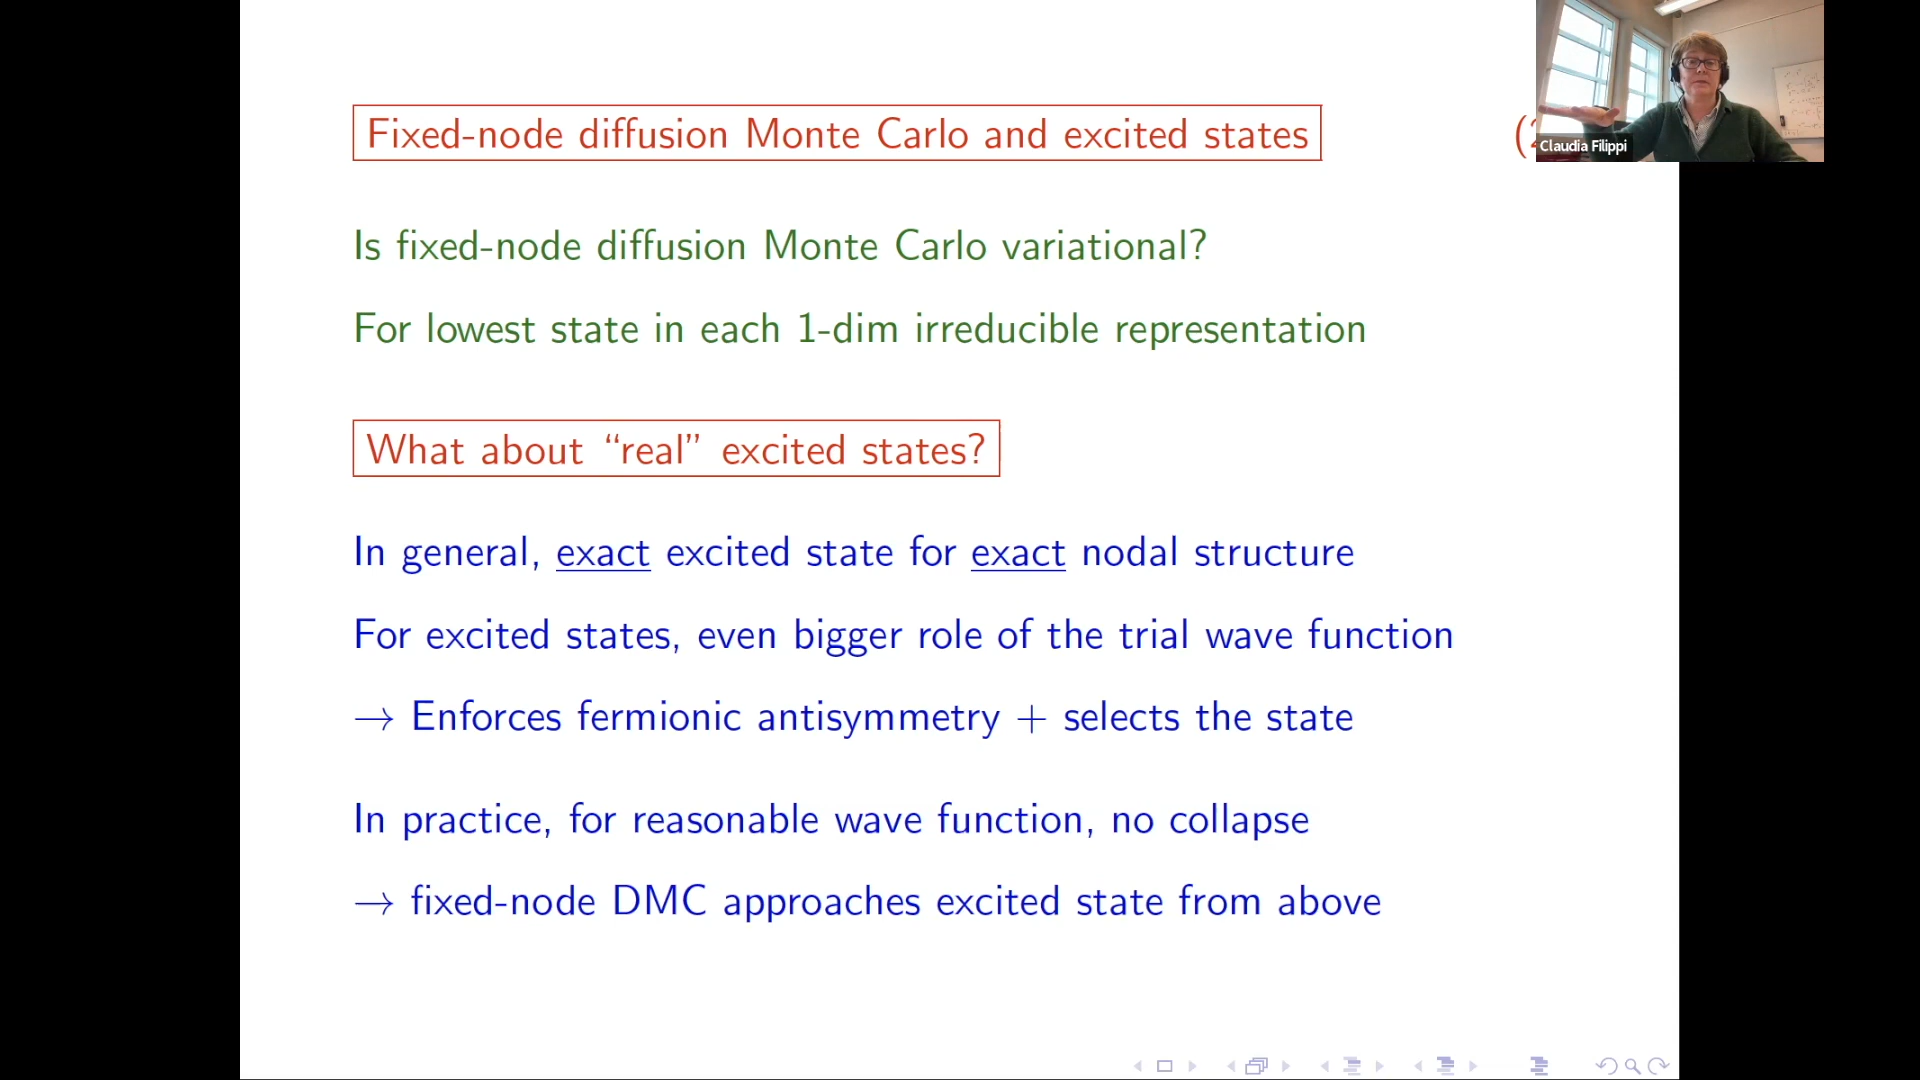 Fixed-node diffusion Monte Carlo and excited states
Claudia Filippi
Is fixed-node diffusion Monte Carlo variational?
For lowest state in each 1-dim irreducible representation
What about “real” excited states?
In general, exact excited state for exact nodal structure
For excited states, even bigger role of the trial wave function
→ Enforces fermionic antisymmetry + selects the state
In practice, for reasonable wave function, no collapse
→ fixed-node DMC approaches excited state from above